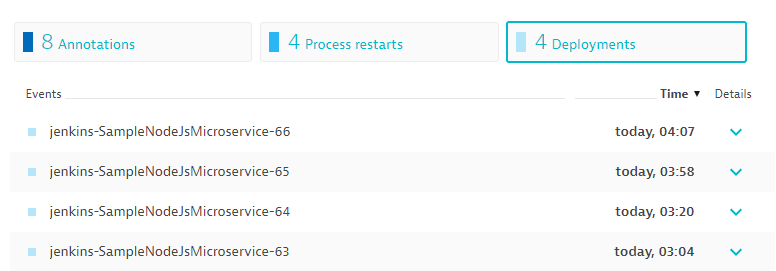 8 Annotations 4 Process restarts 4 Deployments
Events Time ▼ Details
jenkins-SampleNodeJsMicroservice-66 today, 04:07
jenkins-SampleNodeJsMicroservice-65 today, 03:58
jenkins-SampleNodeJsMicroservice-64 today, 03:20
jenkins-SampleNodeJsMicroservice-63 today, 03:04